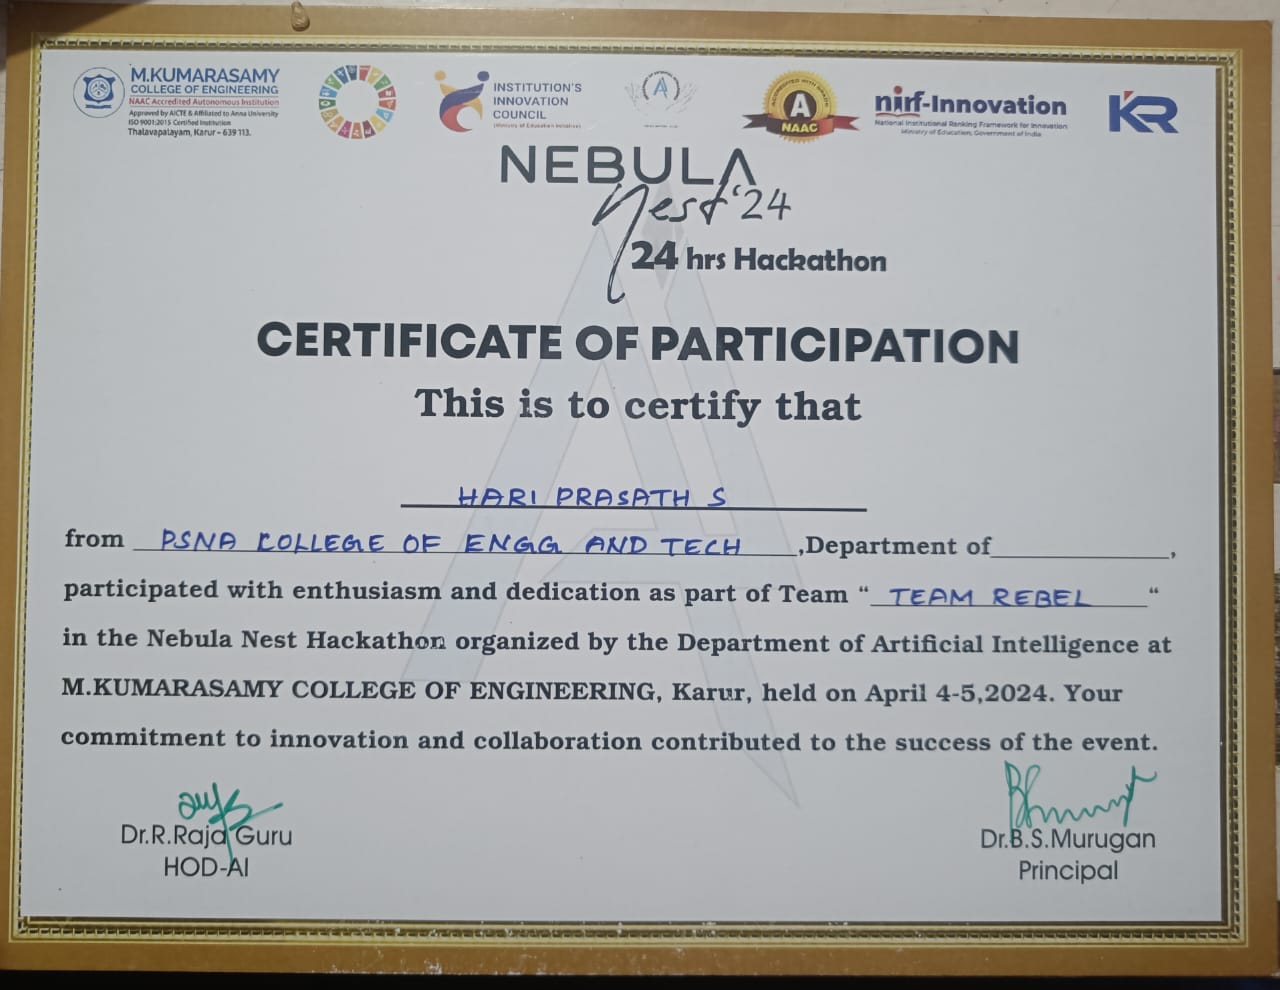 M.KUMARASAMY
COLLEGE OF ENGINEERING
NAAC Accredited Autonomous Institution
Approved by AICTE & Affiliated to Anna University
ISO 9001:2015 Certified Institution
Thalavapalayam, Karur - 639 113.
INSTITUTION'S
INNOVATION
COUNCIL
(Ministry of Education Initiative)
ACCREDITED WITH GRADE
A
NAAC
nirf-Innovation
National Institutional Ranking Framework for Innovation
Ministry of Education, Government of India
KR
NEBULA
Nest '24
24 hrs Hackathon
CERTIFICATE OF PARTICIPATION
This is to certify that
HARI PRASATH S
from PSNA COLLEGE OF ENGG AND TECH ,Department of ,
participated with enthusiasm and dedication as part of Team “ TEAM REBEL “
in the Nebula Nest Hackathon organized by the Department of Artificial Intelligence at
M.KUMARASAMY COLLEGE OF ENGINEERING, Karur, held on April 4-5,2024. Your
commitment to innovation and collaboration contributed to the success of the event.
Dr.R.Raja Guru
HOD-AI
Dr.B.S.Murugan
Principal